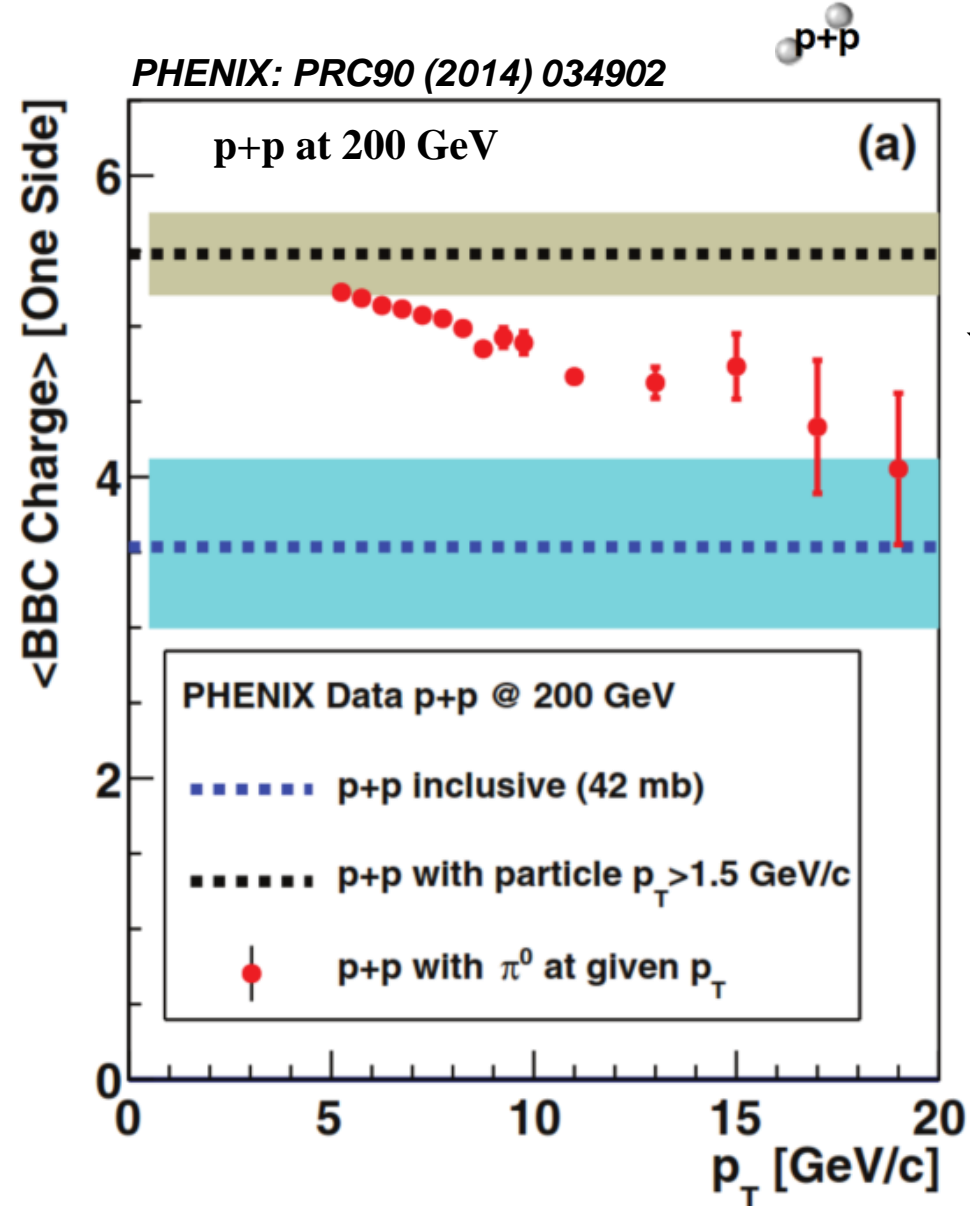 p+p
PHENIX: PRC90 (2014) 034902
p+p at 200 GeV
(a)
<BBC Charge> [One Side]
6
4
2
0
PHENIX Data p+p @ 200 GeV
p+p inclusive (42 mb)
p+p with particle p_T>1.5 GeV/c
p+p with π⁰ at given p_T
0 5 10 15 20
p_T [GeV/c]